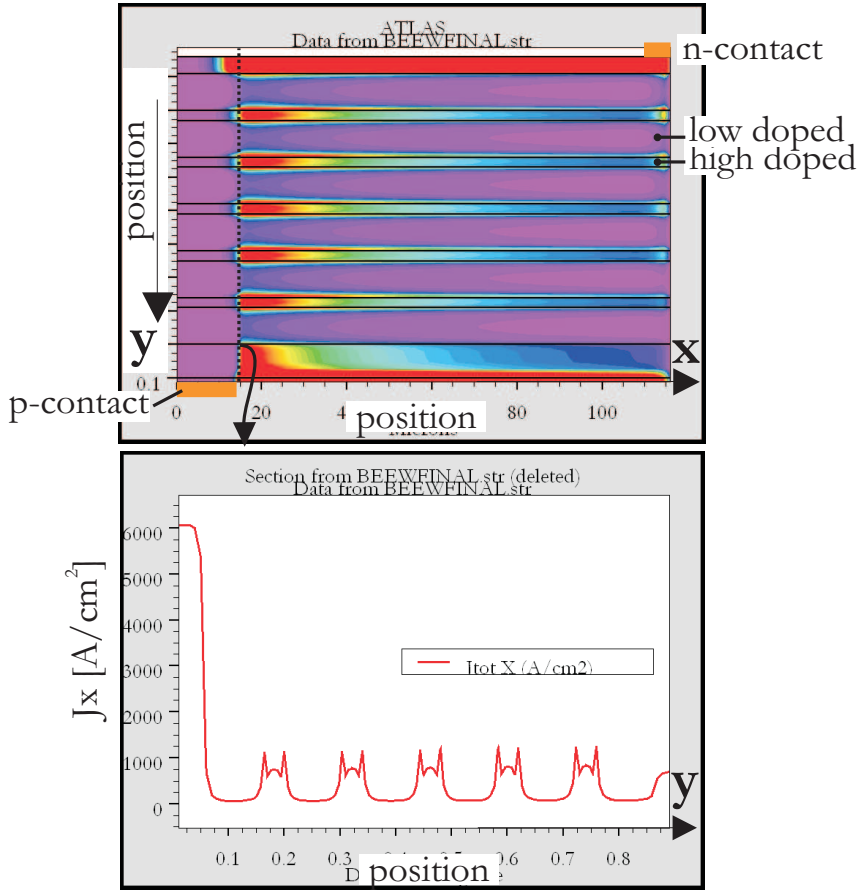 ATLAS
Data from BEEWFINAL.str
n-contact
low doped
high doped
position
y
x
0.1
p-contact
0
20
80
100
position
Section from BEEWFINAL.str (deleted)
Data from BEEWFINAL.str
6000
5000
4000
3000
2000
1000
0
Jx [A/cm²]
Jtot X (A/cm2)
y
0.1
0.2
0.3
0.4
0.5
0.6
0.7
0.8
position